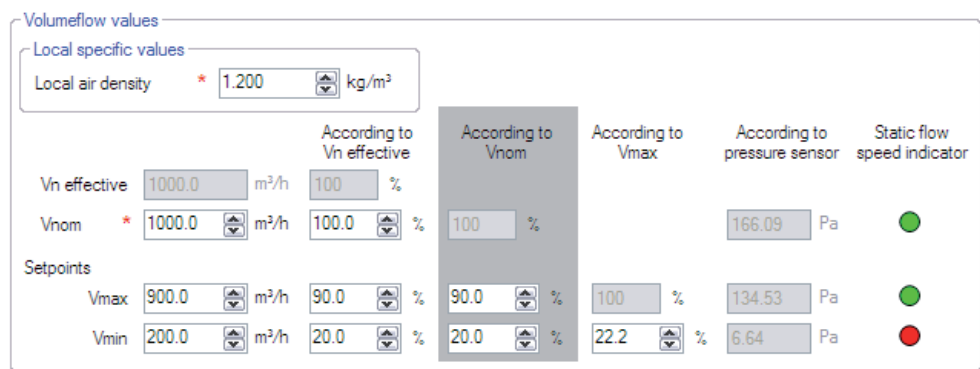 Volumeflow values
Local specific values
Local air density * 1.200 kg/m³
According to Vn effective According to Vnom According to Vmax According to pressure sensor Static flow speed indicator
Vn effective 1000.0 m³/h 100 %
Vnom * 1000.0 m³/h 100.0 % 100 % 166.09 Pa
Setpoints
Vmax 900.0 m³/h 90.0 % 90.0 % 100 % 134.53 Pa
Vmin 200.0 m³/h 20.0 % 20.0 % 22.2 % 6.64 Pa